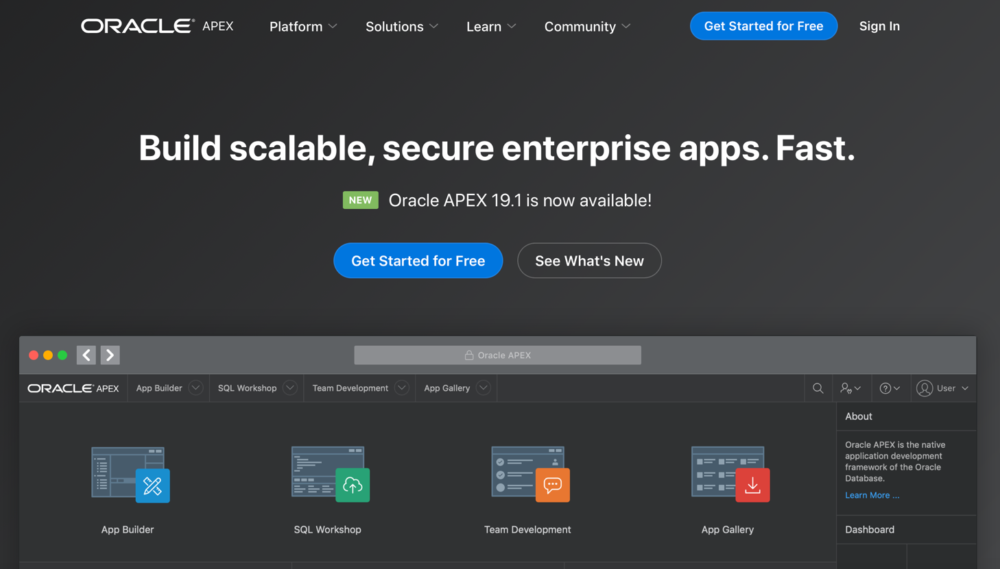 ORACLE® APEX
Platform
Solutions
Learn
Community
Get Started for Free
Sign In
Build scalable, secure enterprise apps. Fast.
NEW Oracle APEX 19.1 is now available!
Get Started for Free
See What's New
Oracle APEX
ORACLE® APEX
App Builder
SQL Workshop
Team Development
App Gallery
User
About
Oracle APEX is the native
application development
framework of the Oracle
Database.
Learn More ...
App Builder
SQL Workshop
Team Development
App Gallery
Dashboard